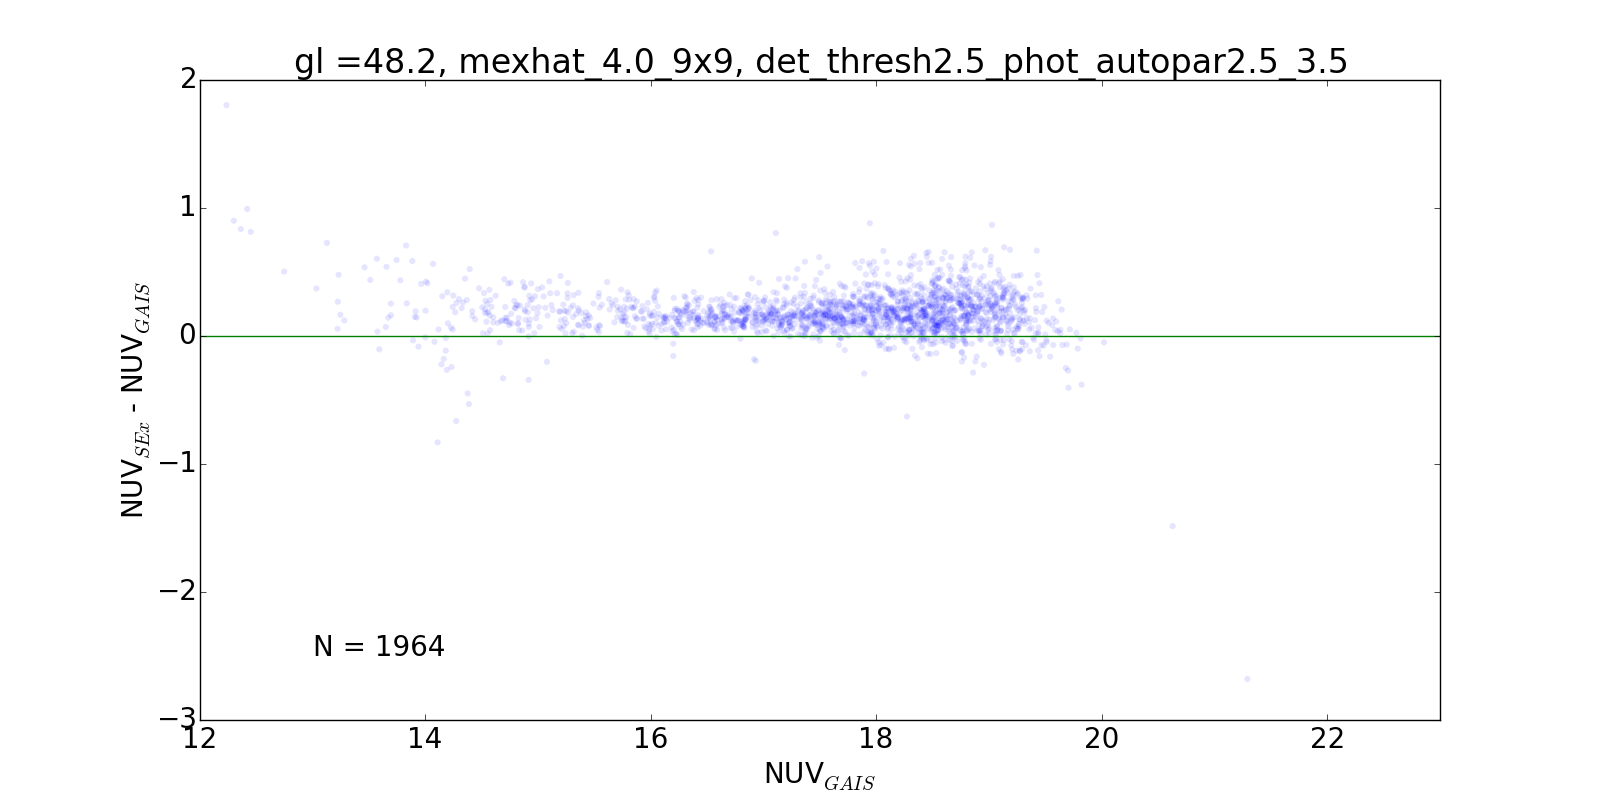 gl =48.2, mexhat_4.0_9x9, det_thresh2.5_phot_autopar2.5_3.5
2
1
0
−1
−2
−3
NUV_SEx - NUV_GAIS
N = 1964
12 14 16 18 20 22
NUV_GAIS